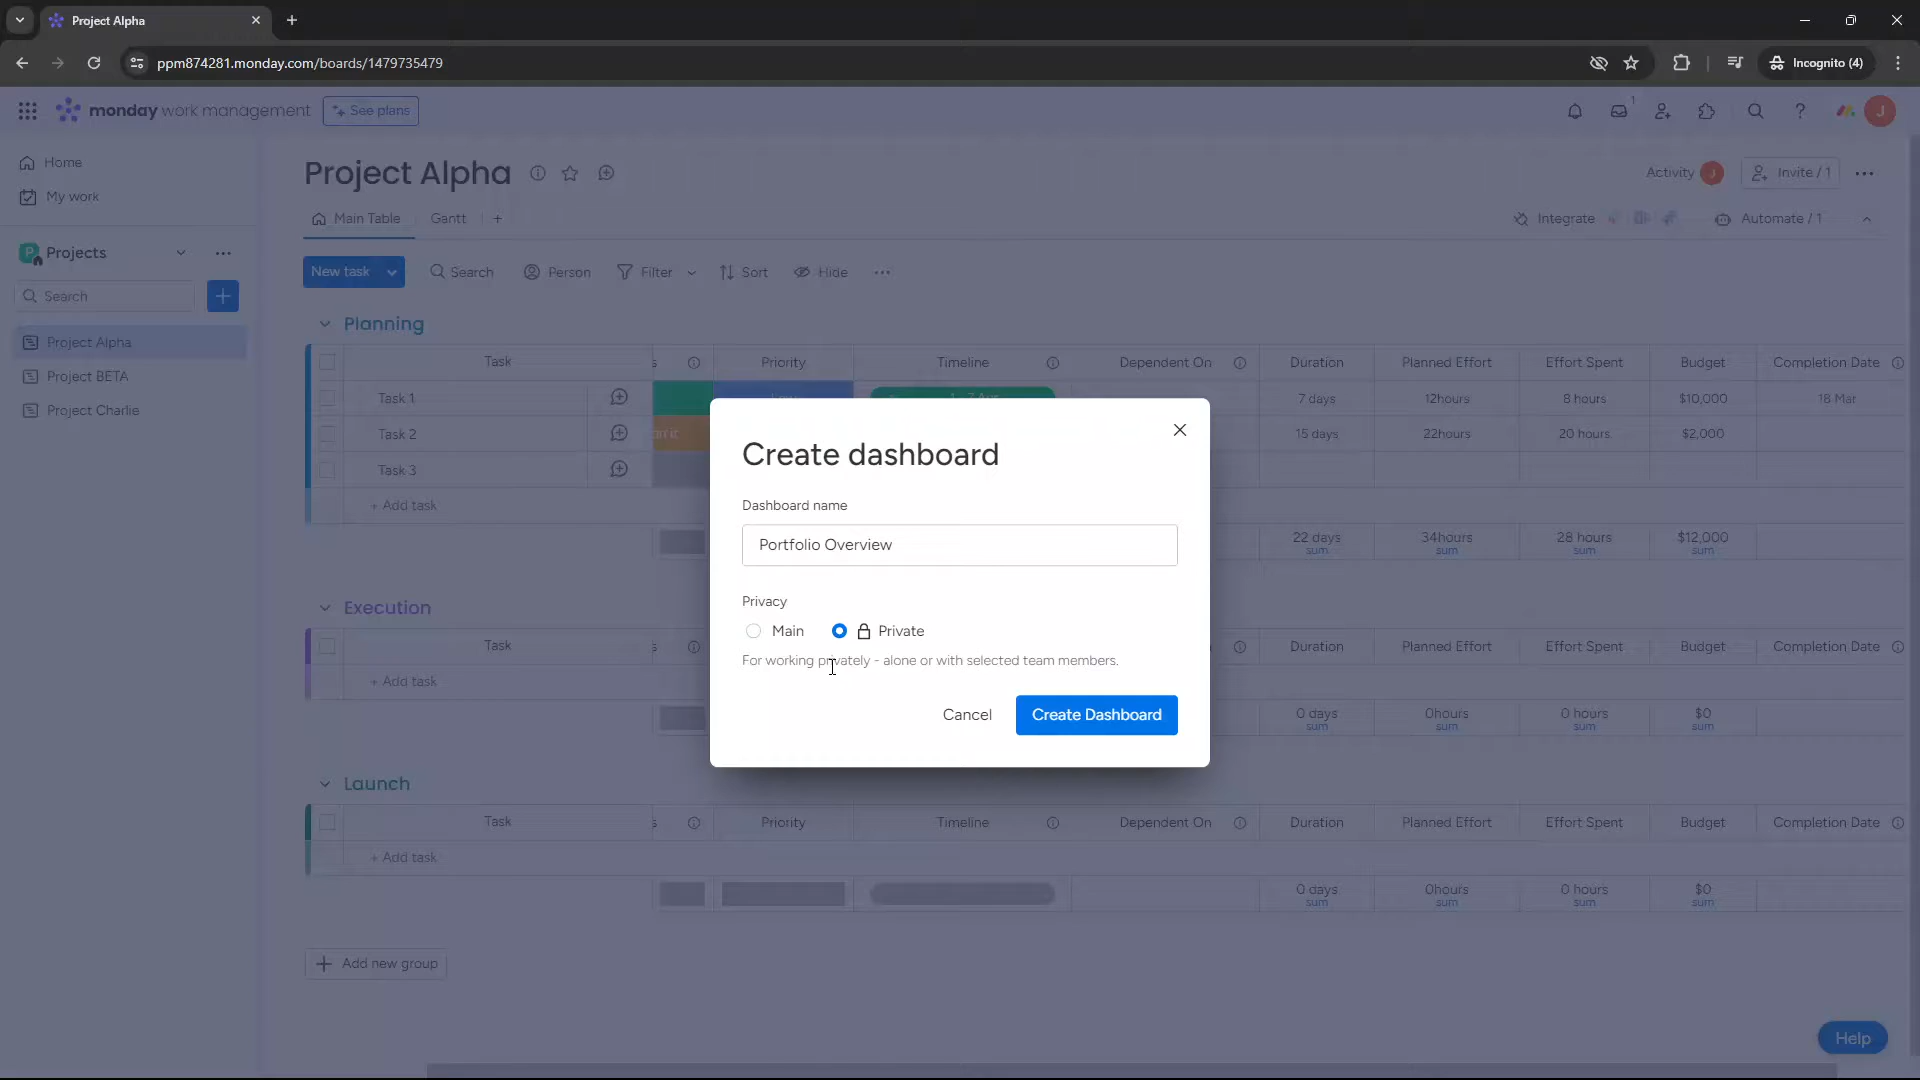 Project Alpha
ppm874281.monday.com/boards/1479735479
Incognito (4)
monday work management
See plans
1
J
Home
My work
P Projects
Search
Project Alpha
Project BETA
Project Charlie
Project Alpha
Activity J
Invite / 1
Main Table
Gantt
Integrate
Automate / 1
New task
Search
Person
Filter
Sort
Hide
Planning
Task Priority Timeline Dependent On Duration Planned Effort Effort Spent Budget Completion Date
Task 1 7 days 12hours 8 hours $10,000 18 Mar
Task 2 15 days 22hours 20 hours $2,000
Task 3
+ Add task
22 days 34hours 28 hours $12,000
sum sum sum sum
Execution
Task Duration Planned Effort Effort Spent Budget Completion Date
+ Add task
0 days 0hours 0 hours $0
sum sum sum sum
Launch
Task Priority Timeline Dependent On Duration Planned Effort Effort Spent Budget Completion Date
+ Add task
0 days 0hours 0 hours $0
sum sum sum sum
Add new group
Create dashboard
Dashboard name
Portfolio Overview
Privacy
Main
Private
For working privately - alone or with selected team members.
Cancel
Create Dashboard
Help